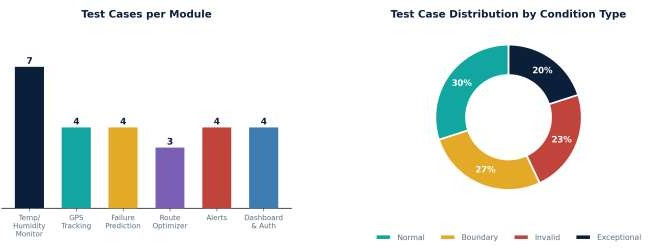 Test Cases per Module
7
4
4
3
4
4
Temp/
Humidity
Monitor
GPS
Tracking
Failure
Prediction
Route
Optimizer
Alerts
Dashboard
& Auth
Test Case Distribution by Condition Type
20%
30%
23%
27%
Normal
Boundary
Invalid
Exceptional